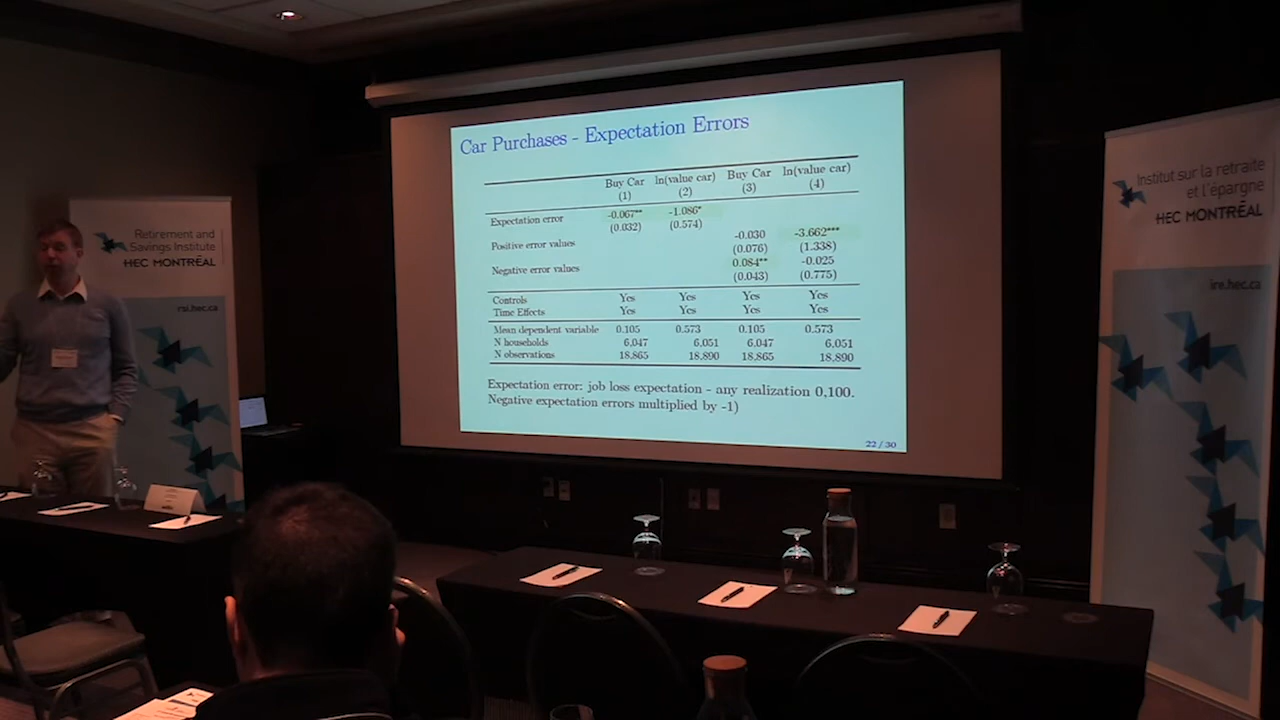 Car Purchases - Expectation Errors
Buy Car ln(value car) Buy Car ln(value car)
(1) (2) (3) (4)
Expectation error -0.067** -1.086*
(0.032) (0.574)
Positive error values -0.030 -3.662***
(0.076) (1.338)
Negative error values 0.084** -0.025
(0.043) (0.775)
Controls Yes Yes Yes Yes
Time Effects Yes Yes Yes Yes
Mean dependent variable 0.105 0.573 0.105 0.573
N households 6,047 6,051 6,047 6,051
N observations 18,865 18,890 18,865 18,890
Expectation error: job loss expectation - any realization 0,100.
Negative expectation errors multiplied by -1)
22 / 30
Retirement and
Savings Institute
HEC MONTRÉAL
rsi.hec.ca
Institut sur la retraite
et l'épargne
HEC MONTRÉAL
ire.hec.ca